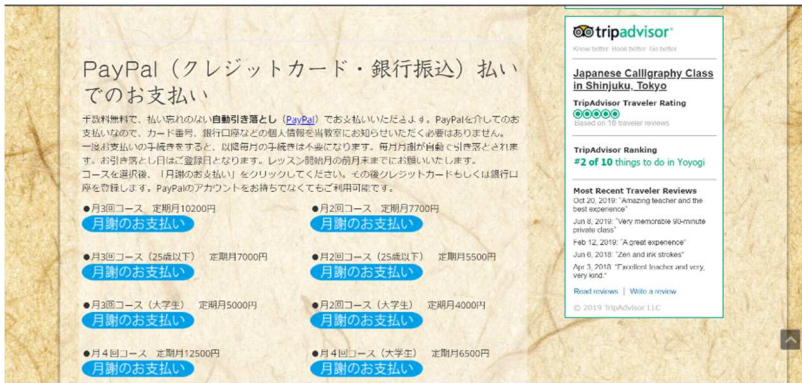 PayPal（クレジットカード・銀行振込）払い
でのお支払い
手数料無料で、払い忘れのない自動引き落とし（PayPal）でお支払いいただきます。PayPalを介してのお
支払いなので、カード番号、銀行口座などの個人情報を当教室にお知らせいただく必要はありません。
一度お支払いの手続きをすると、以降毎月の手続きは不要になります。毎月月謝が自動で引き落とされま
す。お引き落とし日はご登録日となります。レッスン開始月の前月末までにお願いいたします。
コースを選択後、「月謝のお支払い」をクリックしてください。その後クレジットカードもしくは銀行口
座を登録します。PayPalのアカウントをお持ちでなくてもご利用可能です。
●月3回コース　定期月10200円
月謝のお支払い
●月2回コース　定期月7700円
月謝のお支払い
●月3回コース（25歳以下）　定期月7000円
月謝のお支払い
●月2回コース（25歳以下）　定期月5500円
月謝のお支払い
●月3回コース（大学生）　定期月5000円
月謝のお支払い
●月2回コース（大学生）　定期月4000円
月謝のお支払い
●月４回コース　定期月12500円
月謝のお支払い
●月４回コース（大学生）　定期月6500円
月謝のお支払い
tripadvisor
Know better. Book better. Go better.
Japanese Calligraphy Class
in Shinjuku, Tokyo
TripAdvisor Traveler Rating
Based on 10 traveler reviews
TripAdvisor Ranking
#2 of 10 things to do in Yoyogi
Most Recent Traveler Reviews
Oct 20, 2019: "Amazing teacher and the
best experience"
Jun 8, 2019: "Very memorable 90-minute
private class"
Feb 12, 2019: "A great experience"
Jun 6, 2018: "Zen and ink strokes"
Apr 3, 2018: "Excellent teacher and very,
very kind."
Read reviews | Write a review
© 2019 TripAdvisor LLC